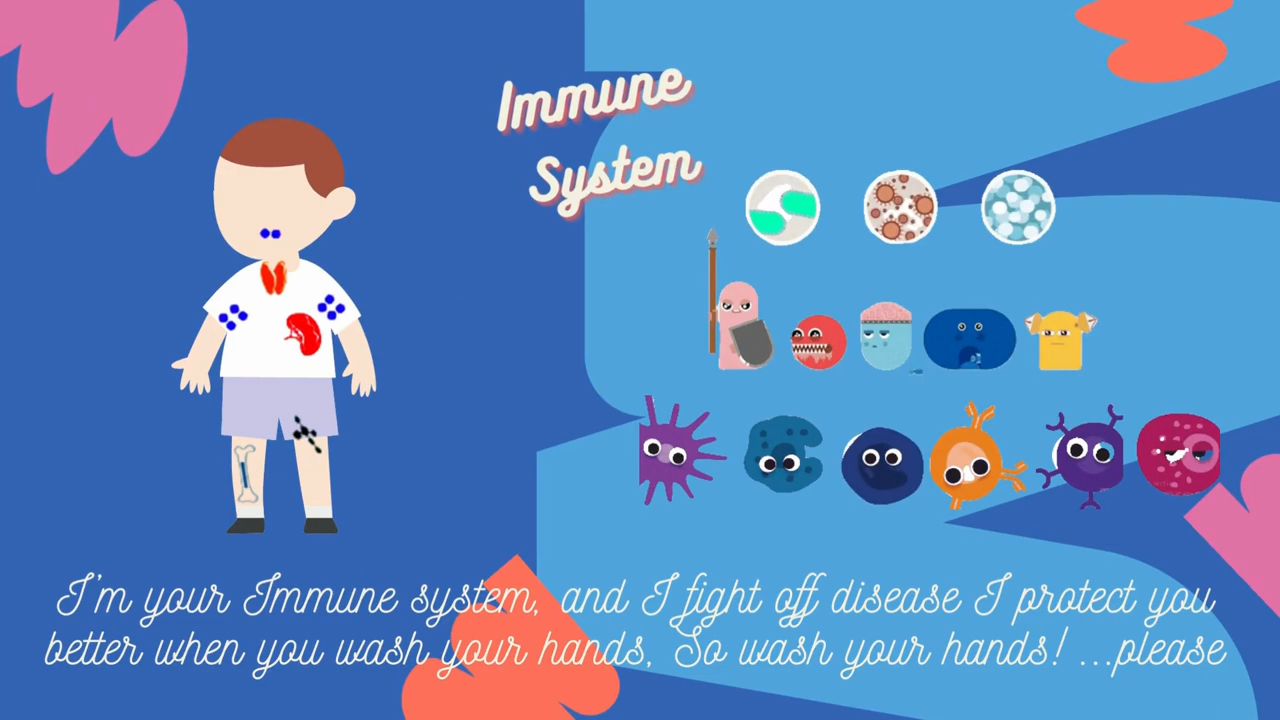 Immune
System
I'm your Immune system, and I fight off disease I protect you
better when you wash your hands, So wash your hands! ...please